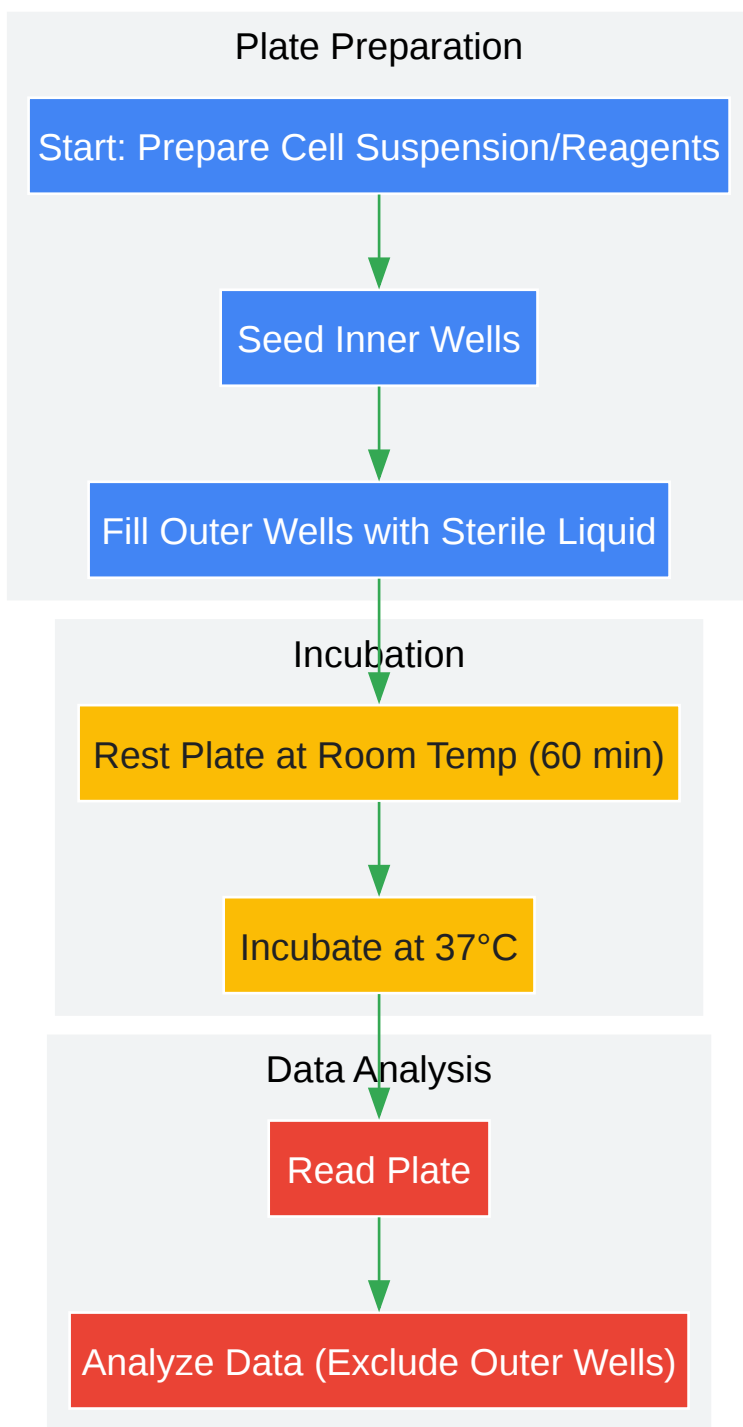 Plate Preparation
Start: Prepare Cell Suspension/Reagents
Seed Inner Wells
Fill Outer Wells with Sterile Liquid
Incubation
Rest Plate at Room Temp (60 min)
Incubate at 37°C
Data Analysis
Read Plate
Analyze Data (Exclude Outer Wells)